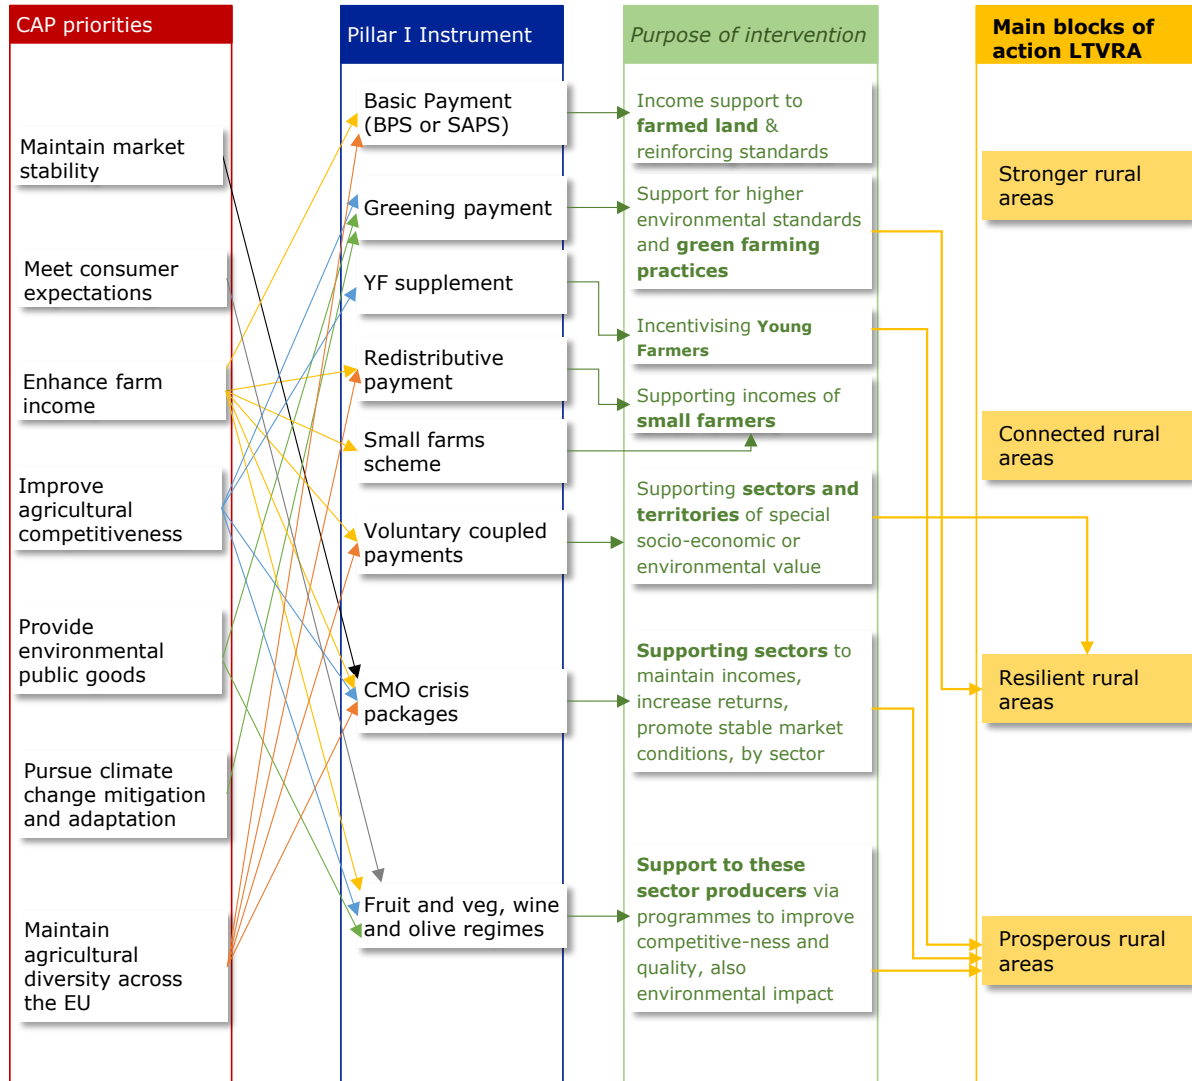 CAP priorities
Maintain market
stability
Meet consumer
expectations
Enhance farm
income
Improve
agricultural
competitiveness
Provide
environmental
public goods
Pursue climate
change mitigation
and adaptation
Maintain
agricultural
diversity across
the EU
Pillar I Instrument
Basic Payment
(BPS or SAPS)
Greening payment
YF supplement
Redistributive
payment
Small farms
scheme
Voluntary coupled
payments
CMO crisis
packages
Fruit and veg, wine
and olive regimes
Purpose of intervention
Income support to
farmed land &
reinforcing standards
Support for higher
environmental standards
and green farming
practices
Incentivising Young
Farmers
Supporting incomes of
small farmers
Supporting sectors and
territories of special
socio-economic or
environmental value
Supporting sectors to
maintain incomes,
increase returns,
promote stable market
conditions, by sector
Support to these
sector producers via
programmes to improve
competitive-ness and
quality, also
environmental impact
Main blocks of
action LTVRA
Stronger rural
areas
Connected rural
areas
Resilient rural
areas
Prosperous rural
areas